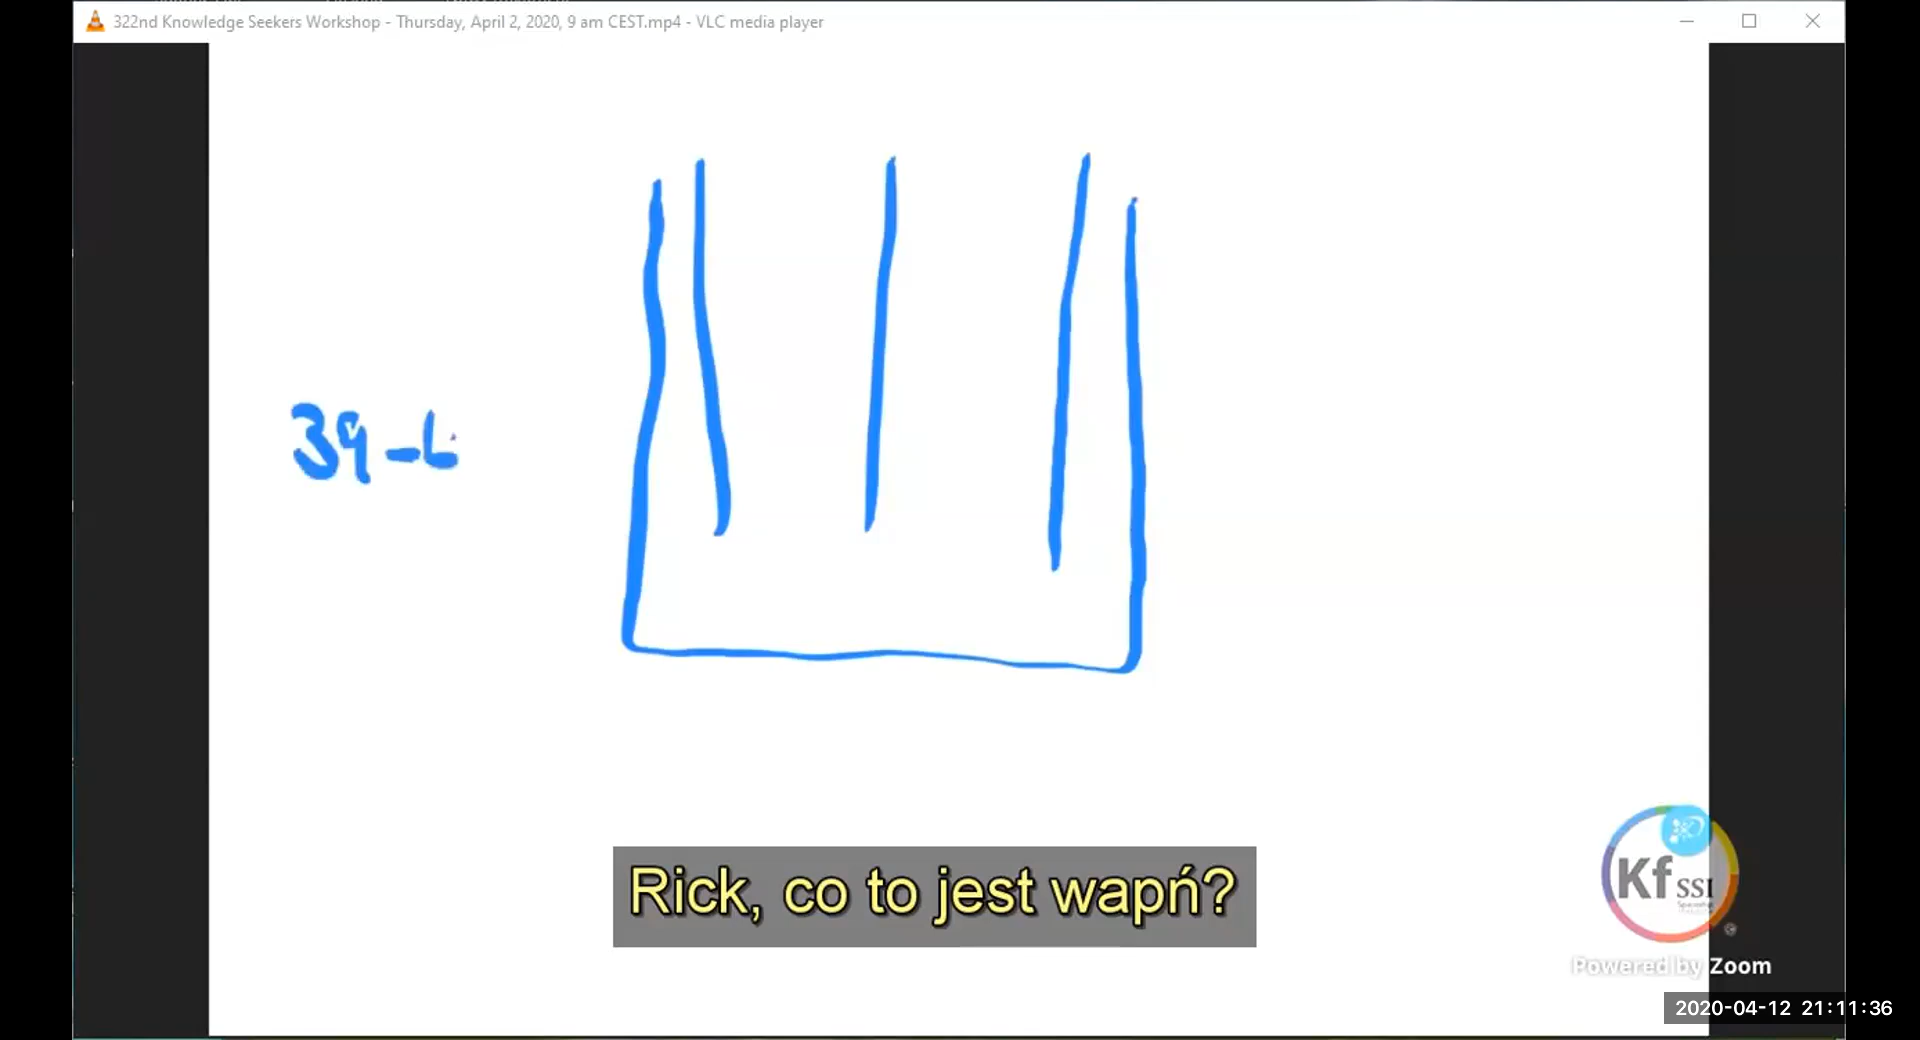 322nd Knowledge Seekers Workshop - Thursday, April 2, 2020, 9 am CEST.mp4 - VLC media player
39-6
Rick, co to jest wapń?
Kf SSI
Powered by Zoom
2020-04-12 21:11:36